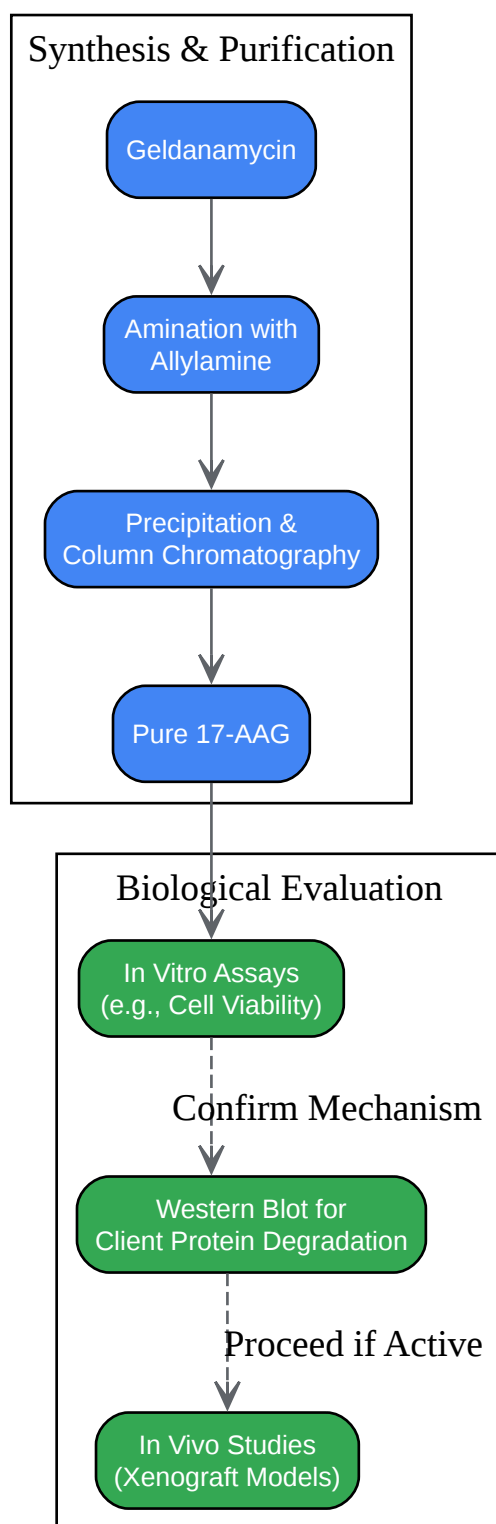 Synthesis & Purification
Geldanamycin
Amination with
Allylamine
Precipitation &
Column Chromatography
Pure 17-AAG
Biological Evaluation
In Vitro Assays
(e.g., Cell Viability)
Confirm Mechanism
Western Blot for
Client Protein Degradation
Proceed if Active
In Vivo Studies
(Xenograft Models)